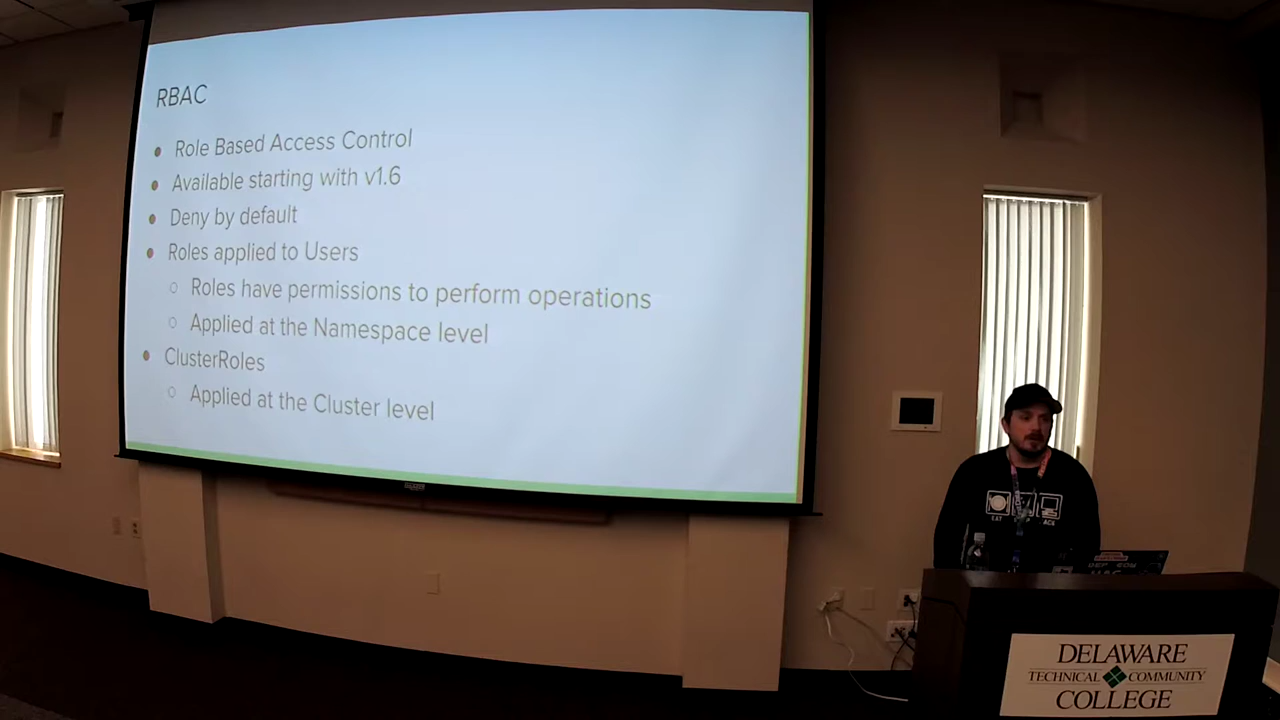 RBAC
Role Based Access Control
Available starting with v1.6
Deny by default
Roles applied to Users
Roles have permissions to perform operations
Applied at the Namespace level
ClusterRoles
Applied at the Cluster level
EAT
DELAWARE
TECHNICAL COMMUNITY
COLLEGE